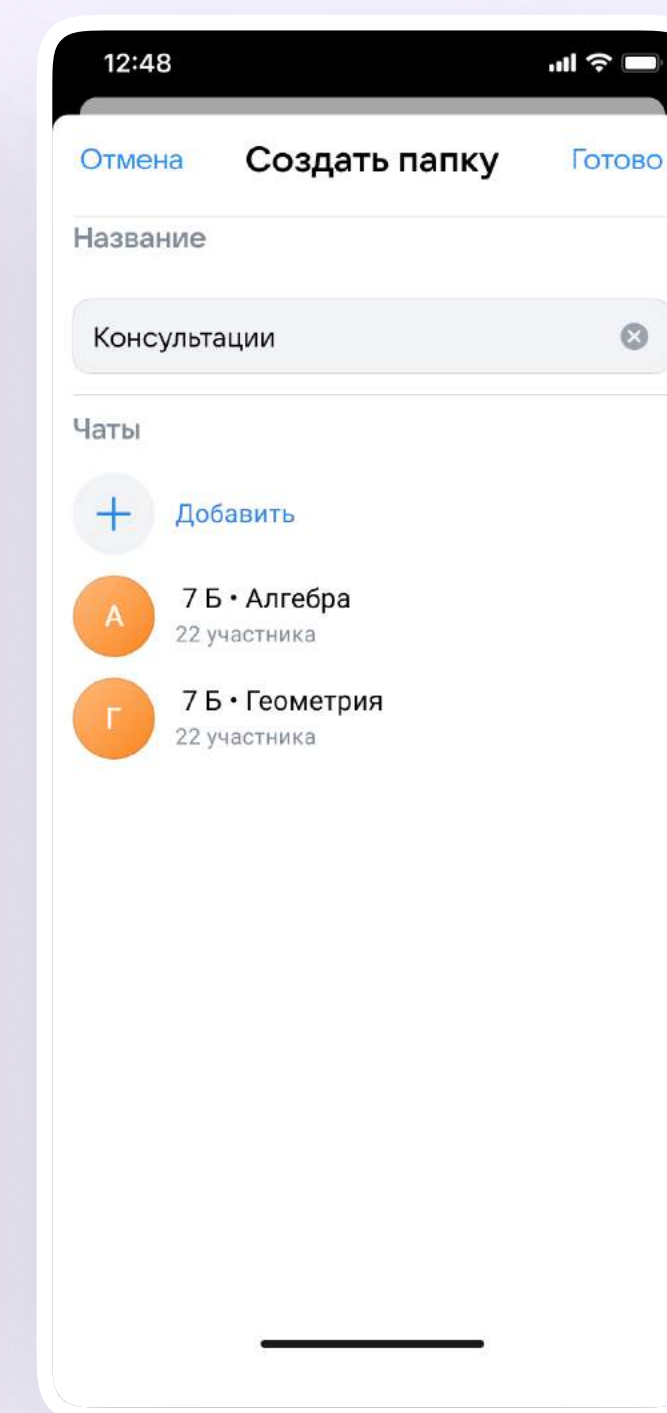 12:48
Отмена Создать папку Готово
Название
Консультации
Чаты
Добавить
А
7 Б • Алгебра
22 участника
Г
7 Б • Геометрия
22 участника